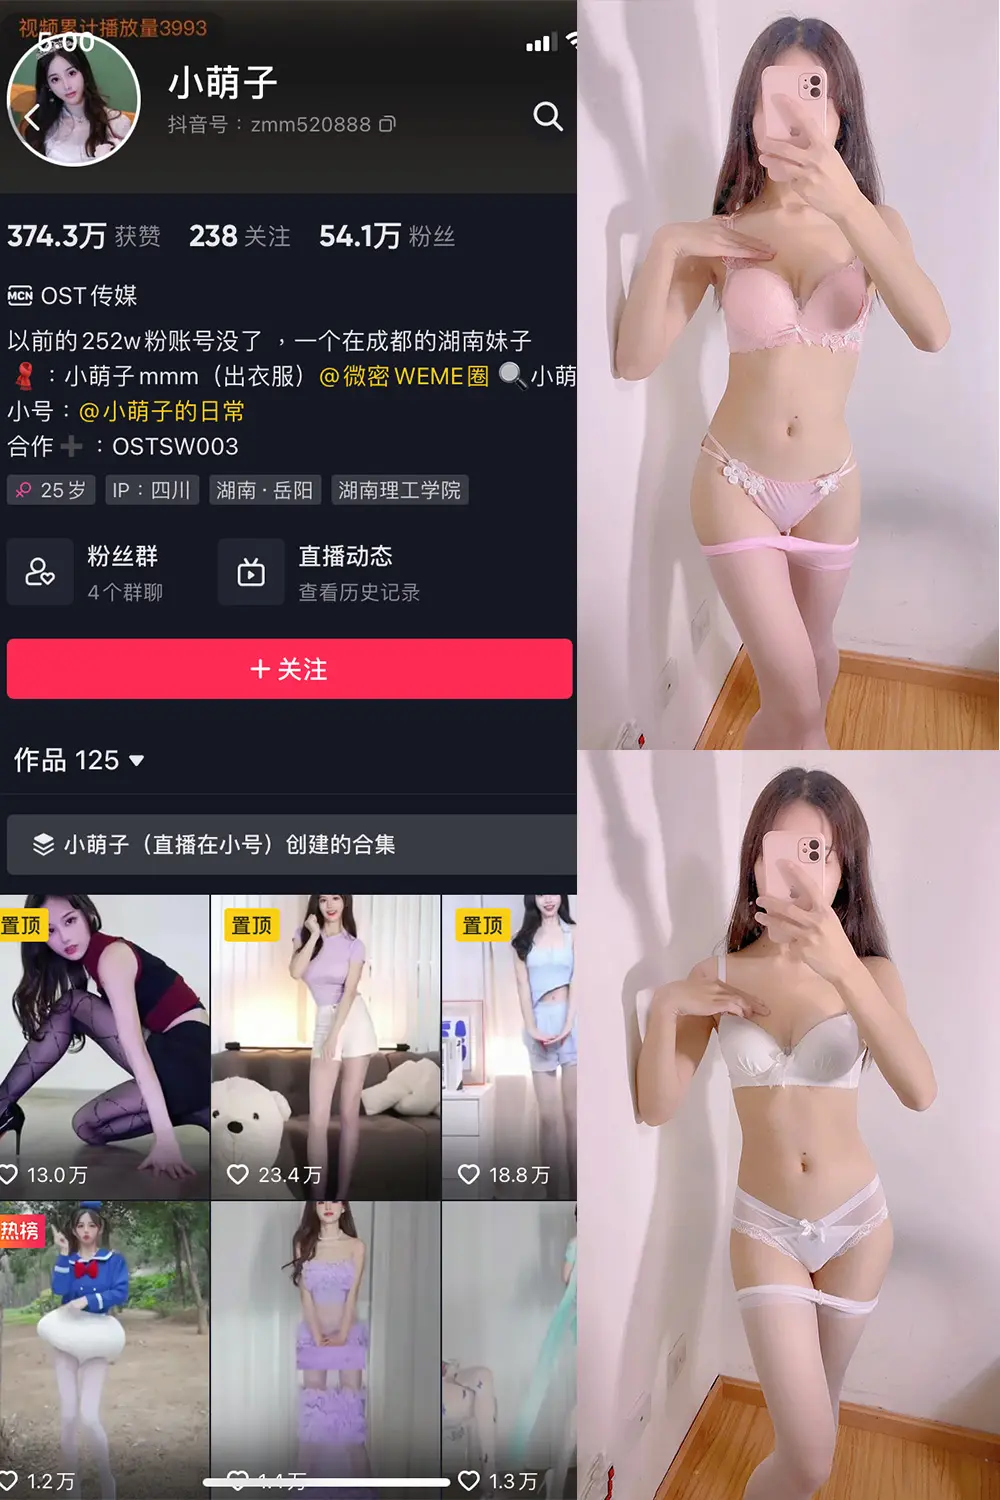 视频累计播放量3993
5:00
小萌子
抖音号：zmm520888
374.3万 获赞 238 关注 54.1万 粉丝
MCN OST传媒
以前的252w粉账号没了，一个在成都的湖南妹子
：小萌子mmm（出衣服）@微密WEME圈 小萌
小号：@小萌子的日常
合作：OSTSW003
25岁 IP：四川 湖南·岳阳 湖南理工学院
粉丝群 直播动态
4个群聊 查看历史记录
+ 关注
作品 125
小萌子（直播在小号）创建的合集
置顶 置顶 置顶
13.0万 23.4万 18.8万
热榜
1.2万 1.4万 1.3万